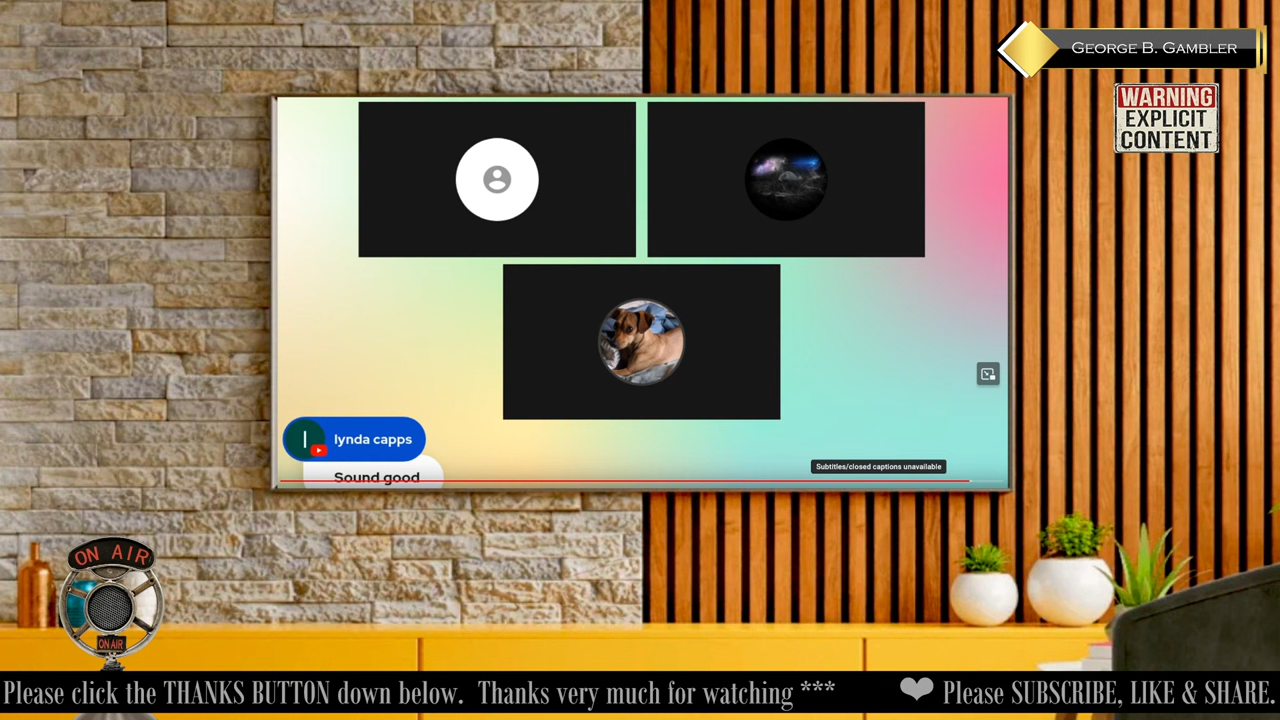 GEORGE B. GAMBLER
WARNING
EXPLICIT
CONTENT
lynda capps
Sound good
Subtitles/closed captions unavailable
ON AIR
ON AIR
Please click the THANKS BUTTON down below. Thanks very much for watching *** ❤ Please SUBSCRIBE, LIKE & SHARE.